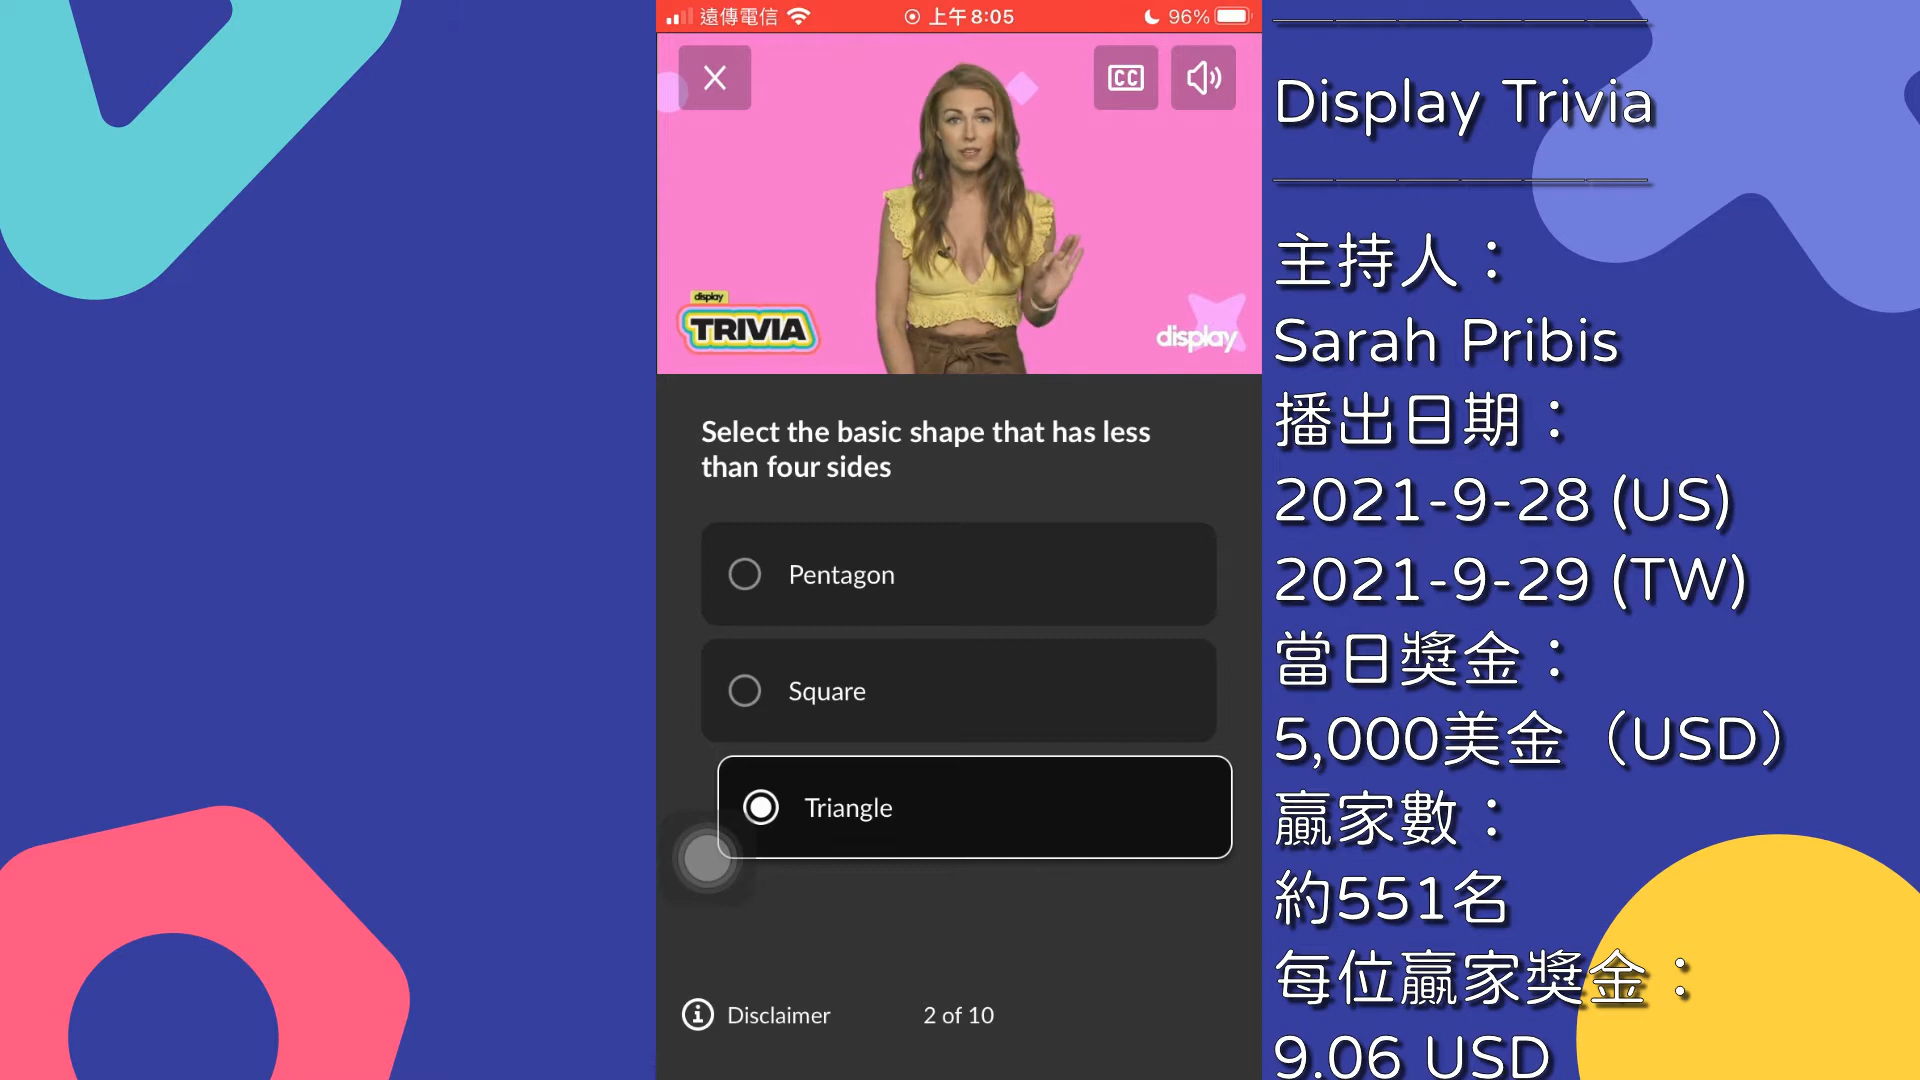 遠傳電信
上午8:05
96%
CC
display
TRIVIA
display
Select the basic shape that has less
than four sides
Pentagon
Square
Triangle
Disclaimer
2 of 10
Display Trivia
主持人：
Sarah Pribis
播出日期：
2021-9-28 (US)
2021-9-29 (TW)
當日獎金：
5,000美金（USD）
贏家數：
約551名
每位贏家獎金：
9.06 USD